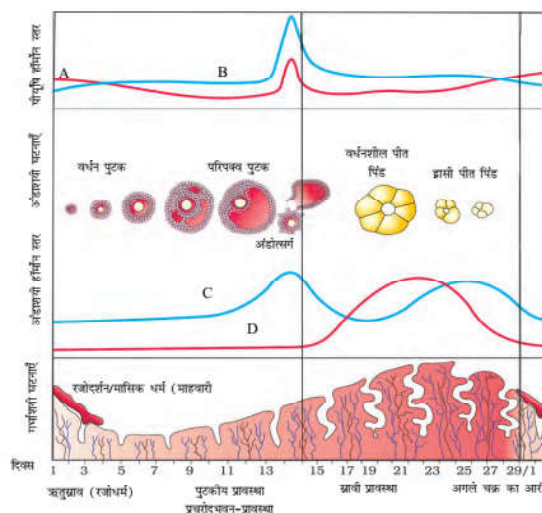 पीयूषि हॉर्मोन स्तर
A
B
अंडाशयी घटनाएँ
वर्धन पुटक
परिपक्व पुटक
वर्धनशील पीत
पिंड
ह्रासी पीत पिंड
अंडोत्सर्ग
अंडाशयी हॉर्मोन स्तर
C
D
गर्भाशयी घटनाएँ
रजोदर्शन/मासिक धर्म (माहवारी
दिवस
1 3 5 7 9 11 13 15 17 19 21 23 25 27 29/1
ऋतुस्राव (रजोधर्म)
पुटकीय प्रावस्था
प्रचुरोद्भवन-प्रावस्था
स्रावी प्रावस्था
अगले चक्र का आरं